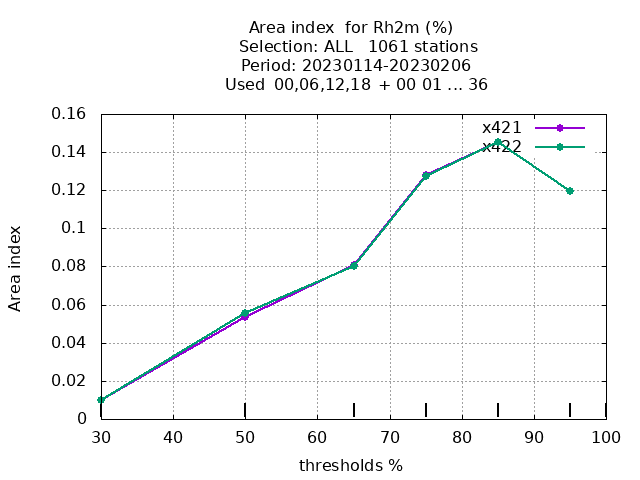 Area index  for Rh2m (%)
Selection: ALL   1061 stations
Period: 20230114-20230206
Used  00,06,12,18  + 00 01 ... 36
0.16
0.14
0.12
0.1
0.08
0.06
0.04
0.02
0
Area index
x421
x422
30 40 50 60 70 80 90 100
thresholds %